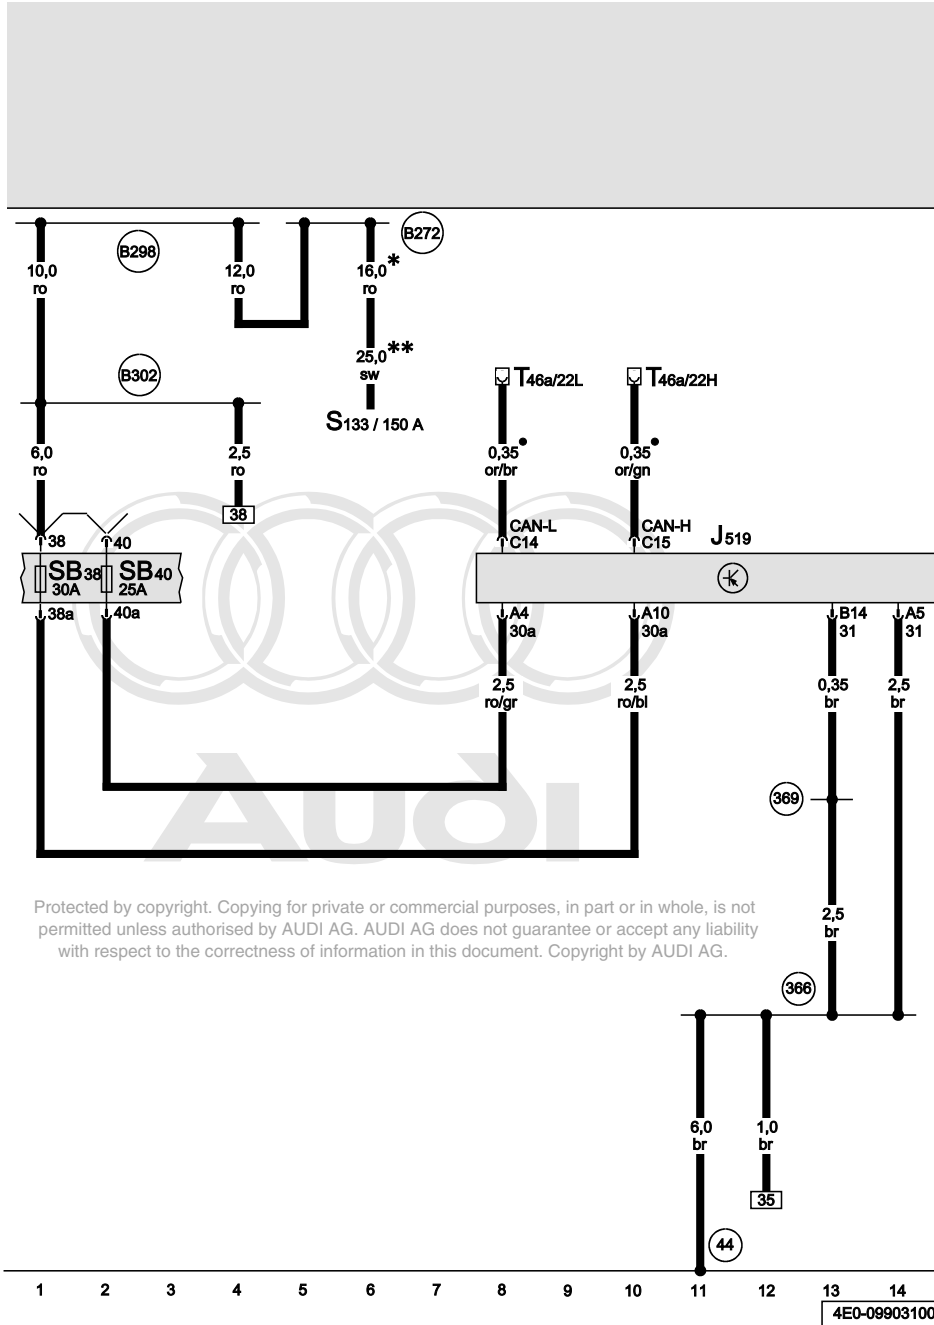 B298
B272
10,0
ro
12,0
ro
16,0*
ro
B302
25,0**
sw
S133 / 150 A
T46a/22L
T46a/22H
6,0
ro
2,5
ro
0,35•
or/br
0,35•
or/gn
38
38
40
CAN-L
C14
CAN-H
C15
J519
SB38
30A
SB40
25A
38a
40a
A4
30a
A10
30a
B14
31
A5
31
2,5
ro/gr
2,5
ro/bl
0,35
br
2,5
br
Audi
369
Protected by copyright. Copying for private or commercial purposes, in part or in whole, is not
permitted unless authorised by AUDI AG. AUDI AG does not guarantee or accept any liability
with respect to the correctness of information in this document. Copyright by AUDI AG.
2,5
br
366
6,0
br
1,0
br
35
44
1 2 3 4 5 6 7 8 9 10 11 12 13 14
4E0-09903100